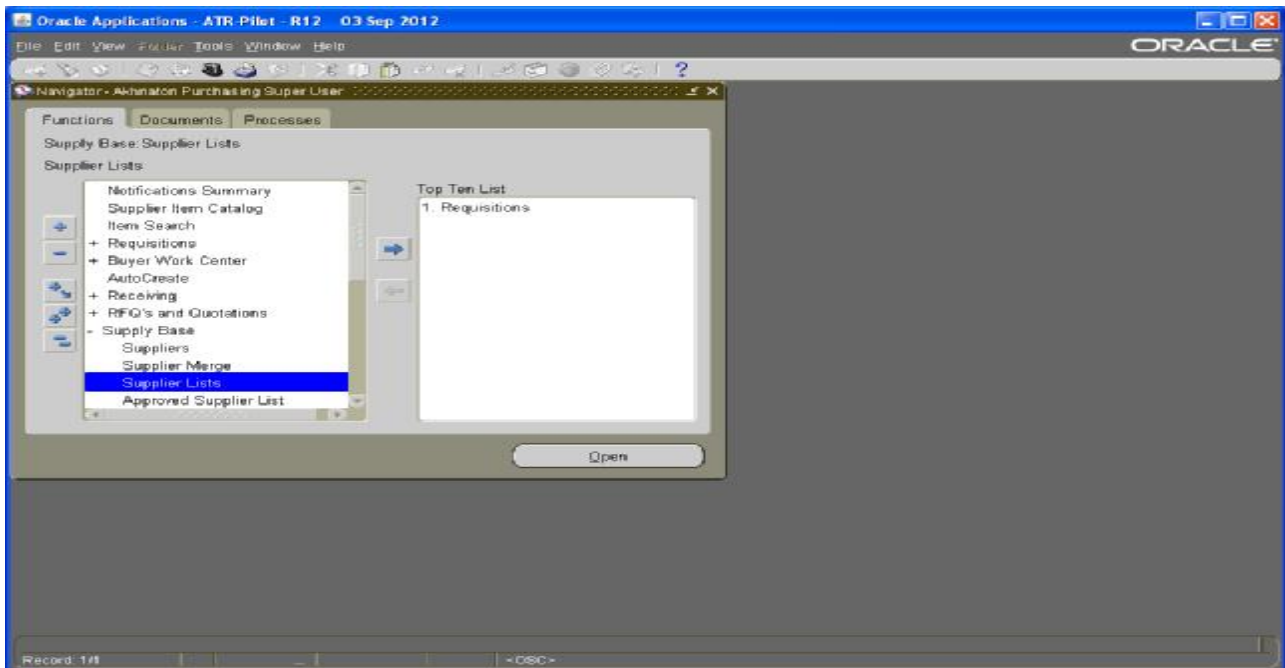 Oracle Applications - ATR-Pilot - R12 03 Sep 2012
File Edit View Folder Tools Window Help
ORACLE
?
Navigator - Akhnaton Purchasing Super User
Functions Documents Processes
Supply Base:Supplier Lists
Supplier Lists
Notifications Summary
Supplier Item Catalog
Item Search
+ Requisitions
+ Buyer Work Center
AutoCreate
+ Receiving
+ RFQ's and Quotations
- Supply Base
Suppliers
Supplier Merge
Supplier Lists
Approved Supplier List
Top Ten List
1. Requisitions
Open
Record: 1/1
<OSC>